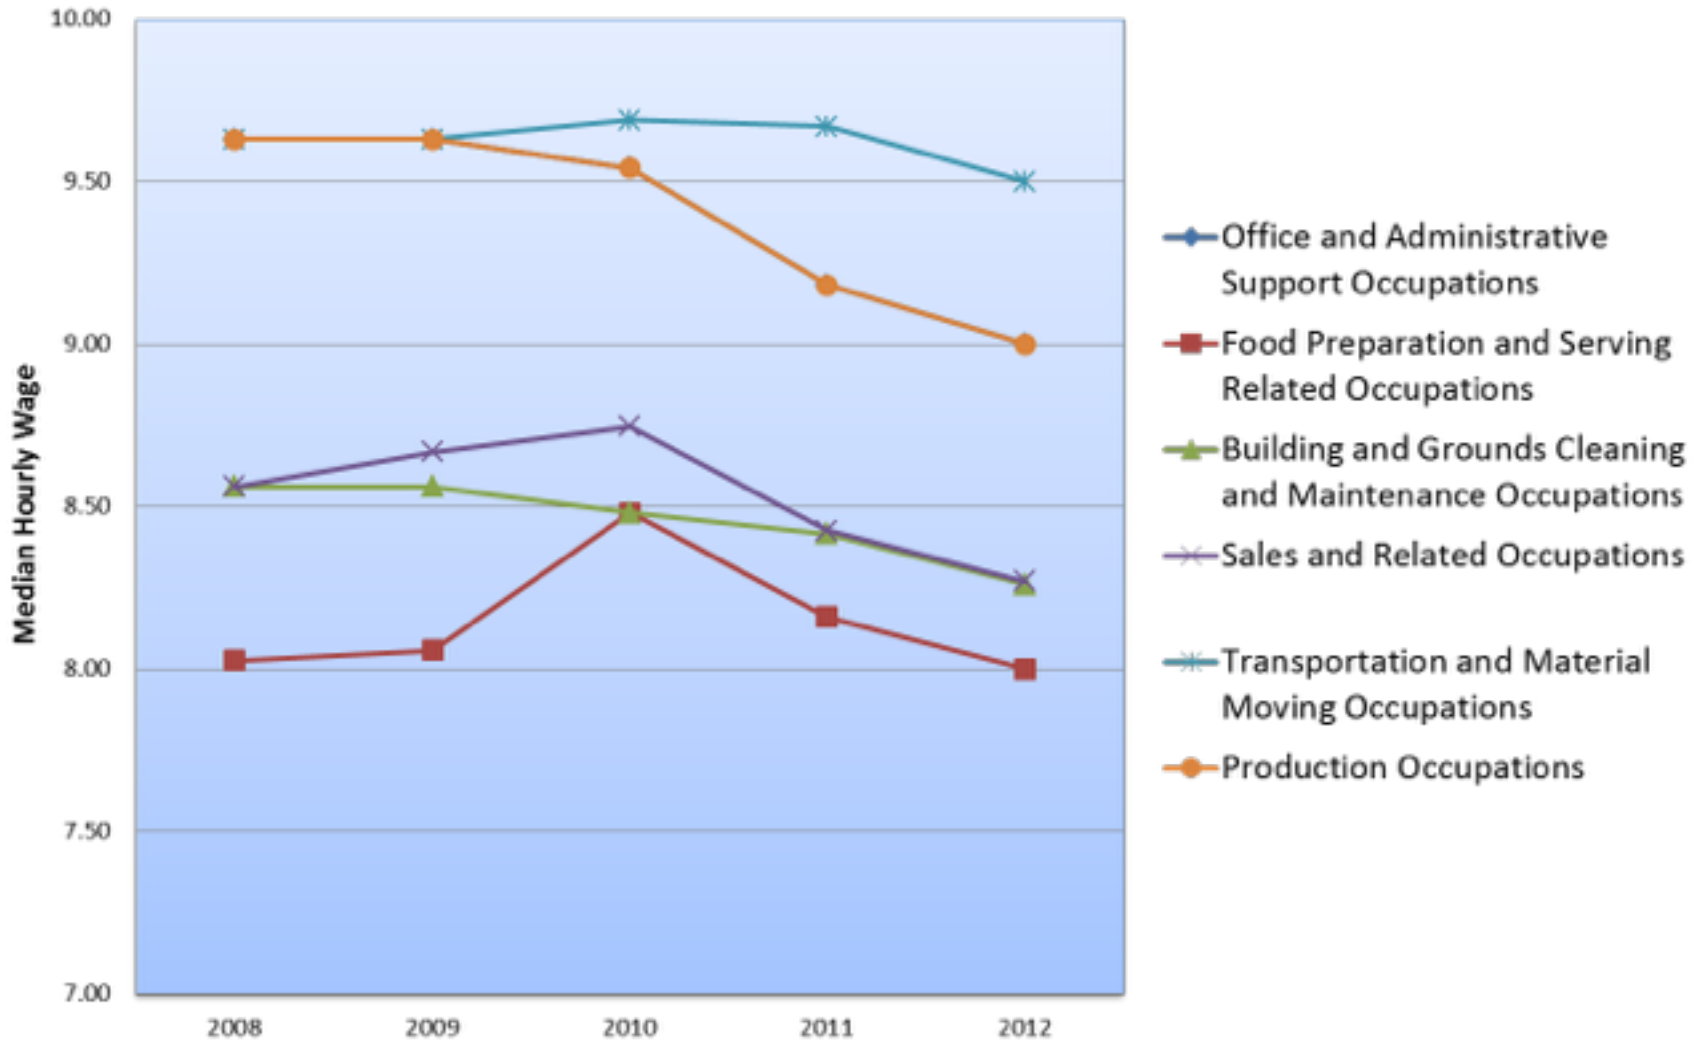 10.00
9.50
9.00
8.50
8.00
7.50
7.00
Median Hourly Wage
2008
2009
2010
2011
2012
Office and Administrative
Support Occupations
Food Preparation and Serving
Related Occupations
Building and Grounds Cleaning
and Maintenance Occupations
Sales and Related Occupations
Transportation and Material
Moving Occupations
Production Occupations